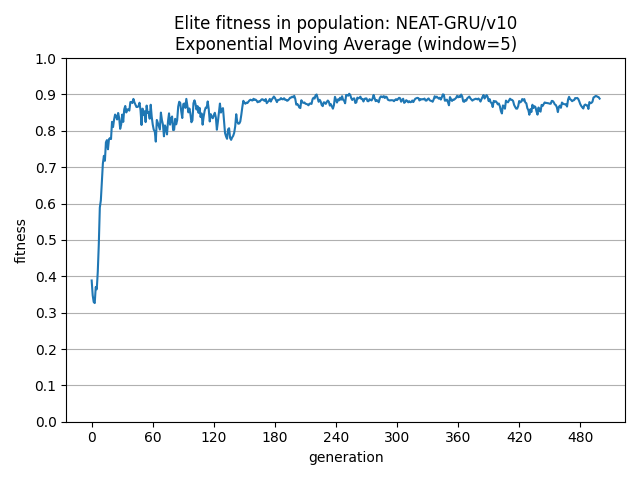 Elite fitness in population: NEAT-GRU/v10
Exponential Moving Average (window=5)
1.0
0.9
0.8
0.7
0.6
0.5
0.4
0.3
0.2
0.1
0.0
fitness
0 60 120 180 240 300 360 420 480
generation